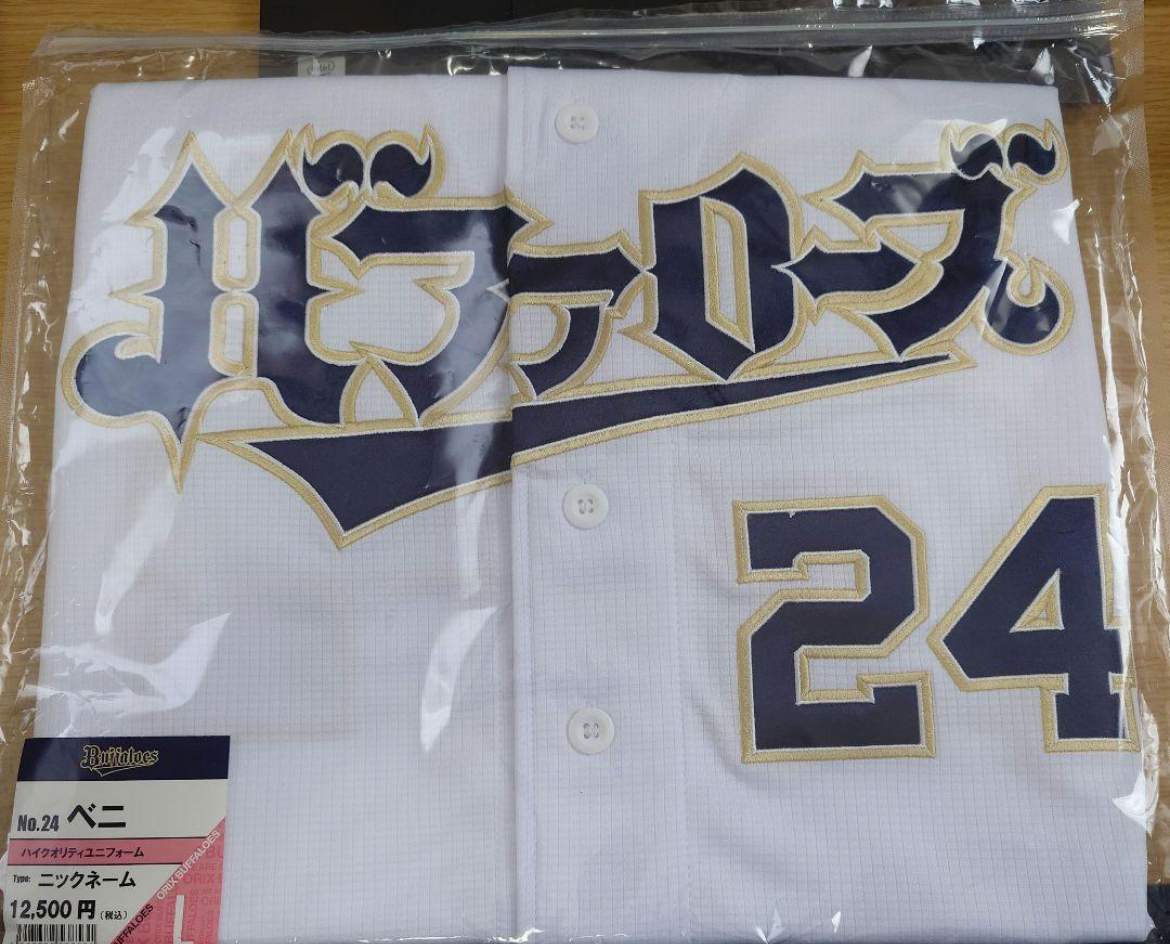 バファローズ
24
Buffaloes
No.24 ベニ
ハイクオリティユニフォーム
Type: ニックネーム
12,500円(税込)
ORIX BUFFALOES
L